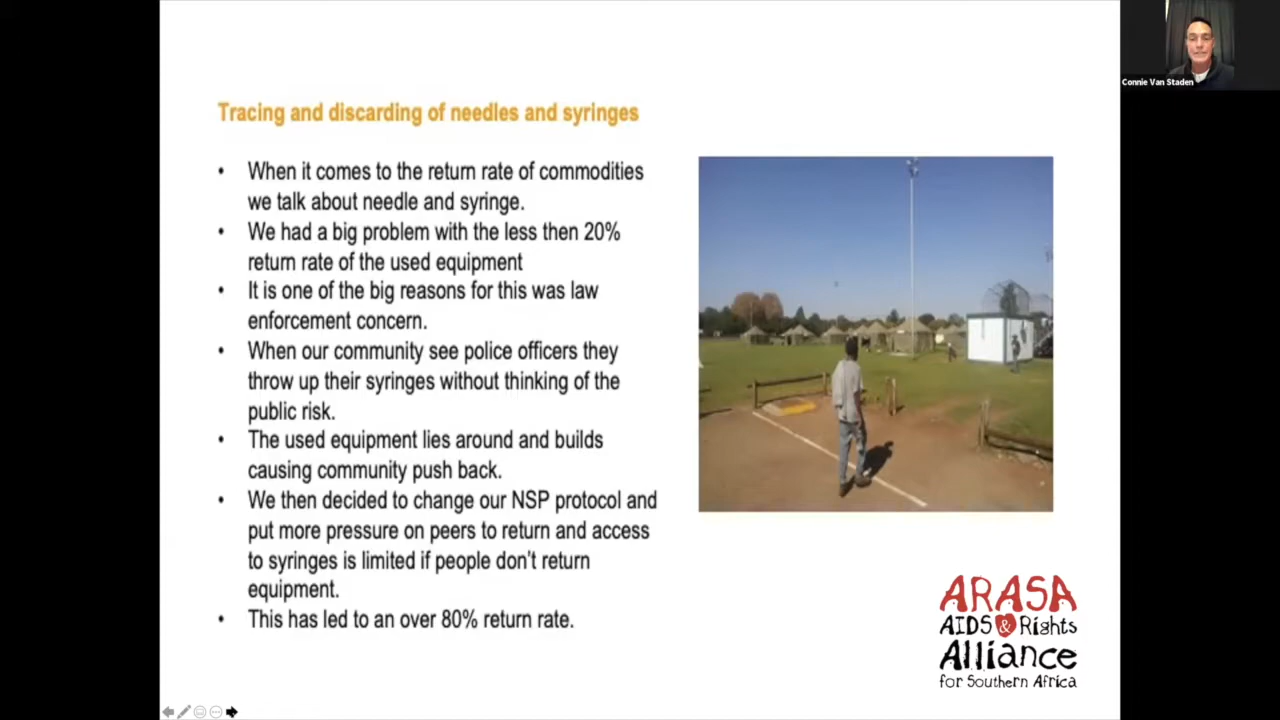 Connie Van Staden
Tracing and discarding of needles and syringes
• When it comes to the return rate of commodities
we talk about needle and syringe.
• We had a big problem with the less then 20%
return rate of the used equipment
• It is one of the big reasons for this was law
enforcement concern.
• When our community see police officers they
throw up their syringes without thinking of the
public risk.
• The used equipment lies around and builds
causing community push back.
• We then decided to change our NSP protocol and
put more pressure on peers to return and access
to syringes is limited if people don't return
equipment.
• This has led to an over 80% return rate.
ARASA
AIDS & Rights
Alliance
for Southern Africa